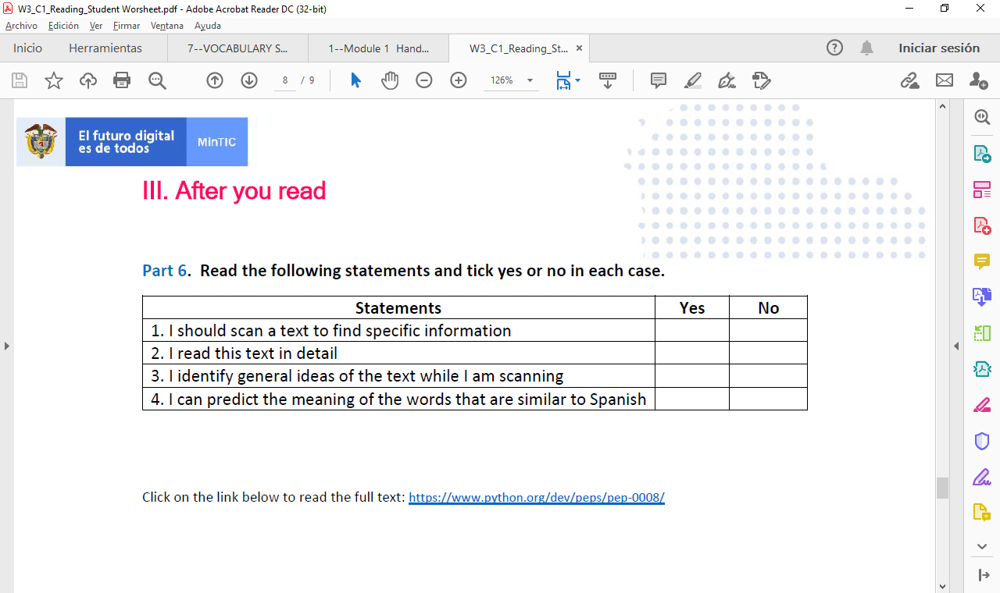 W3_C1_Reading_Student Worsheet.pdf - Adobe Acrobat Reader DC (32-bit)
Archivo Edición Ver Firmar Ventana Ayuda
Inicio Herramientas 7--VOCABULARY S... 1--Module 1 Hand... W3_C1_Reading_St... Iniciar sesión
8 / 9 126%
El futuro digital
es de todos
MinTIC
III. After you read
Part 6. Read the following statements and tick yes or no in each case.
Statements Yes No
1. I should scan a text to find specific information
2. I read this text in detail
3. I identify general ideas of the text while I am scanning
4. I can predict the meaning of the words that are similar to Spanish
Click on the link below to read the full text: https://www.python.org/dev/peps/pep-0008/